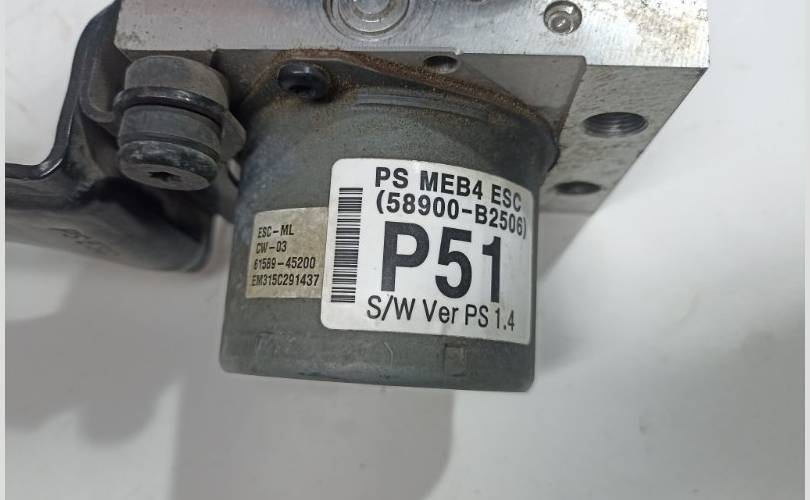 PS MEB4 ESC
(58900-B2506)
P51
S/W Ver PS 1.4
ESC-ML
CW-03
61589-45200
EM315C291437